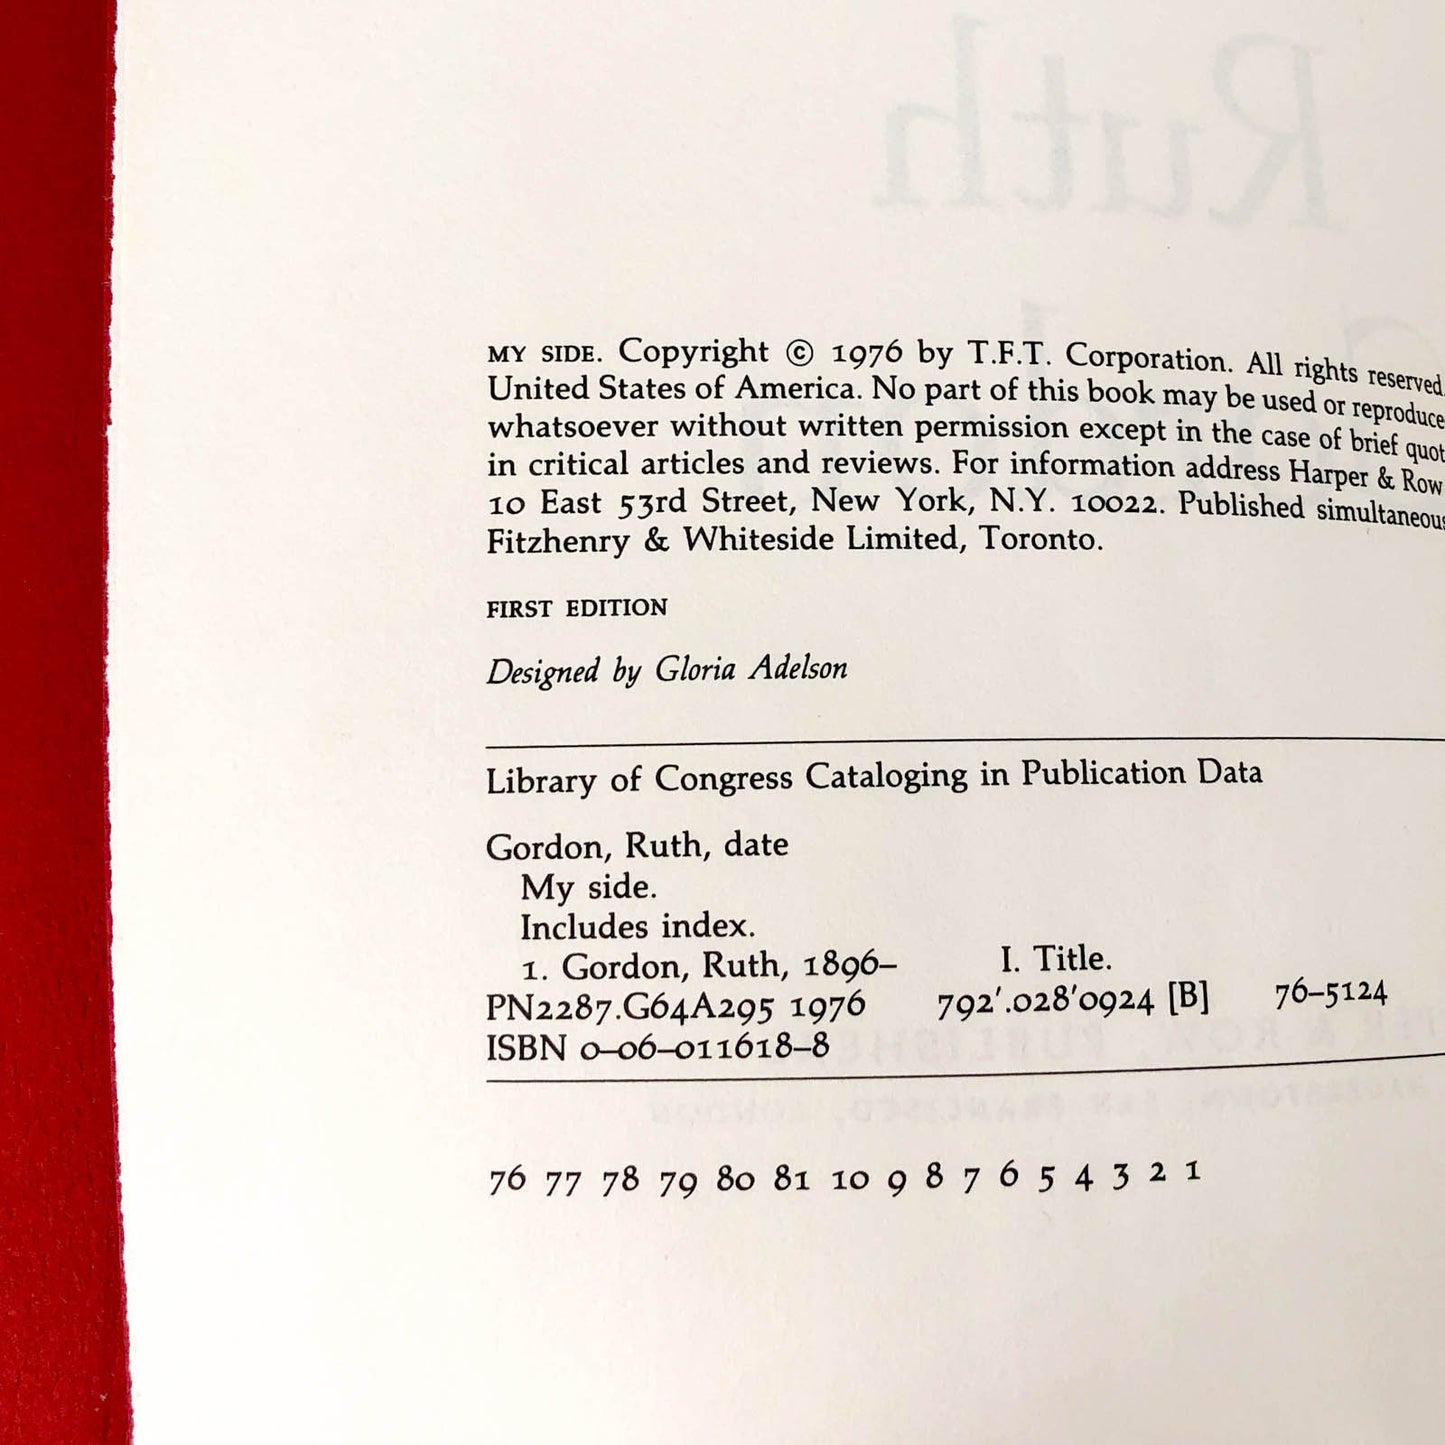 Ruth
MY SIDE. Copyright © 1976 by T.F.T. Corporation. All rights reserved.
United States of America. No part of this book may be used or reproduce
whatsoever without written permission except in the case of brief quot
in critical articles and reviews. For information address Harper & Row
10 East 53rd Street, New York, N.Y. 10022. Published simultaneous
Fitzhenry & Whiteside Limited, Toronto.
FIRST EDITION
Designed by Gloria Adelson
Library of Congress Cataloging in Publication Data
Gordon, Ruth, date
My side.
Includes index.
1. Gordon, Ruth, 1896– I. Title.
PN2287.G64A295 1976 792'.028'0924 [B] 76–5124
ISBN 0–06–011618–8
76 77 78 79 80 81 10 9 8 7 6 5 4 3 2 1